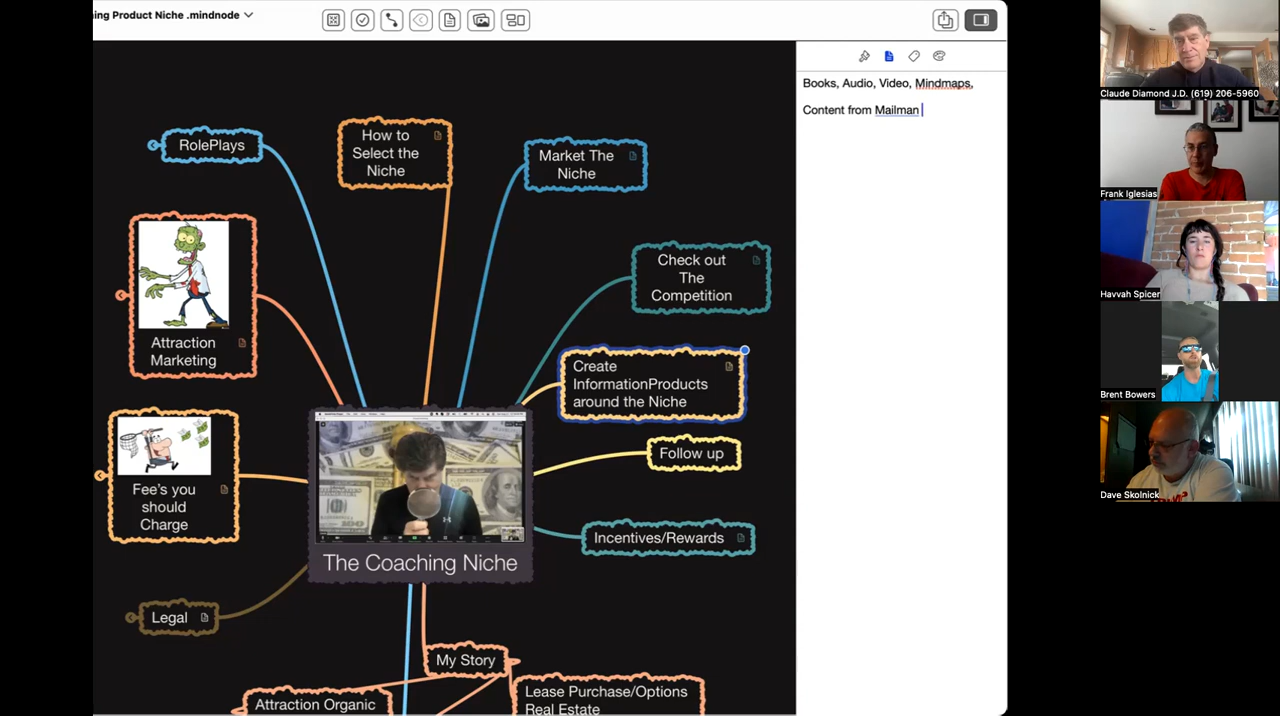 ing Product Niche .mindnode
Books, Audio, Video, Mindmaps,
Content from Mailman
RolePlays
How to
Select the
Niche
Market The
Niche
Check out
The
Competition
Attraction
Marketing
Create
InformationProducts
around the Niche
Follow up
Fee's you
should
Charge
Incentives/Rewards
The Coaching Niche
Legal
My Story
Lease Purchase/Options
Real Estate
Attraction Organic
Claude Diamond J.D. (619) 206-5960
Frank Iglesias
Havvah Spicer
Brent Bowers
Dave Skolnick